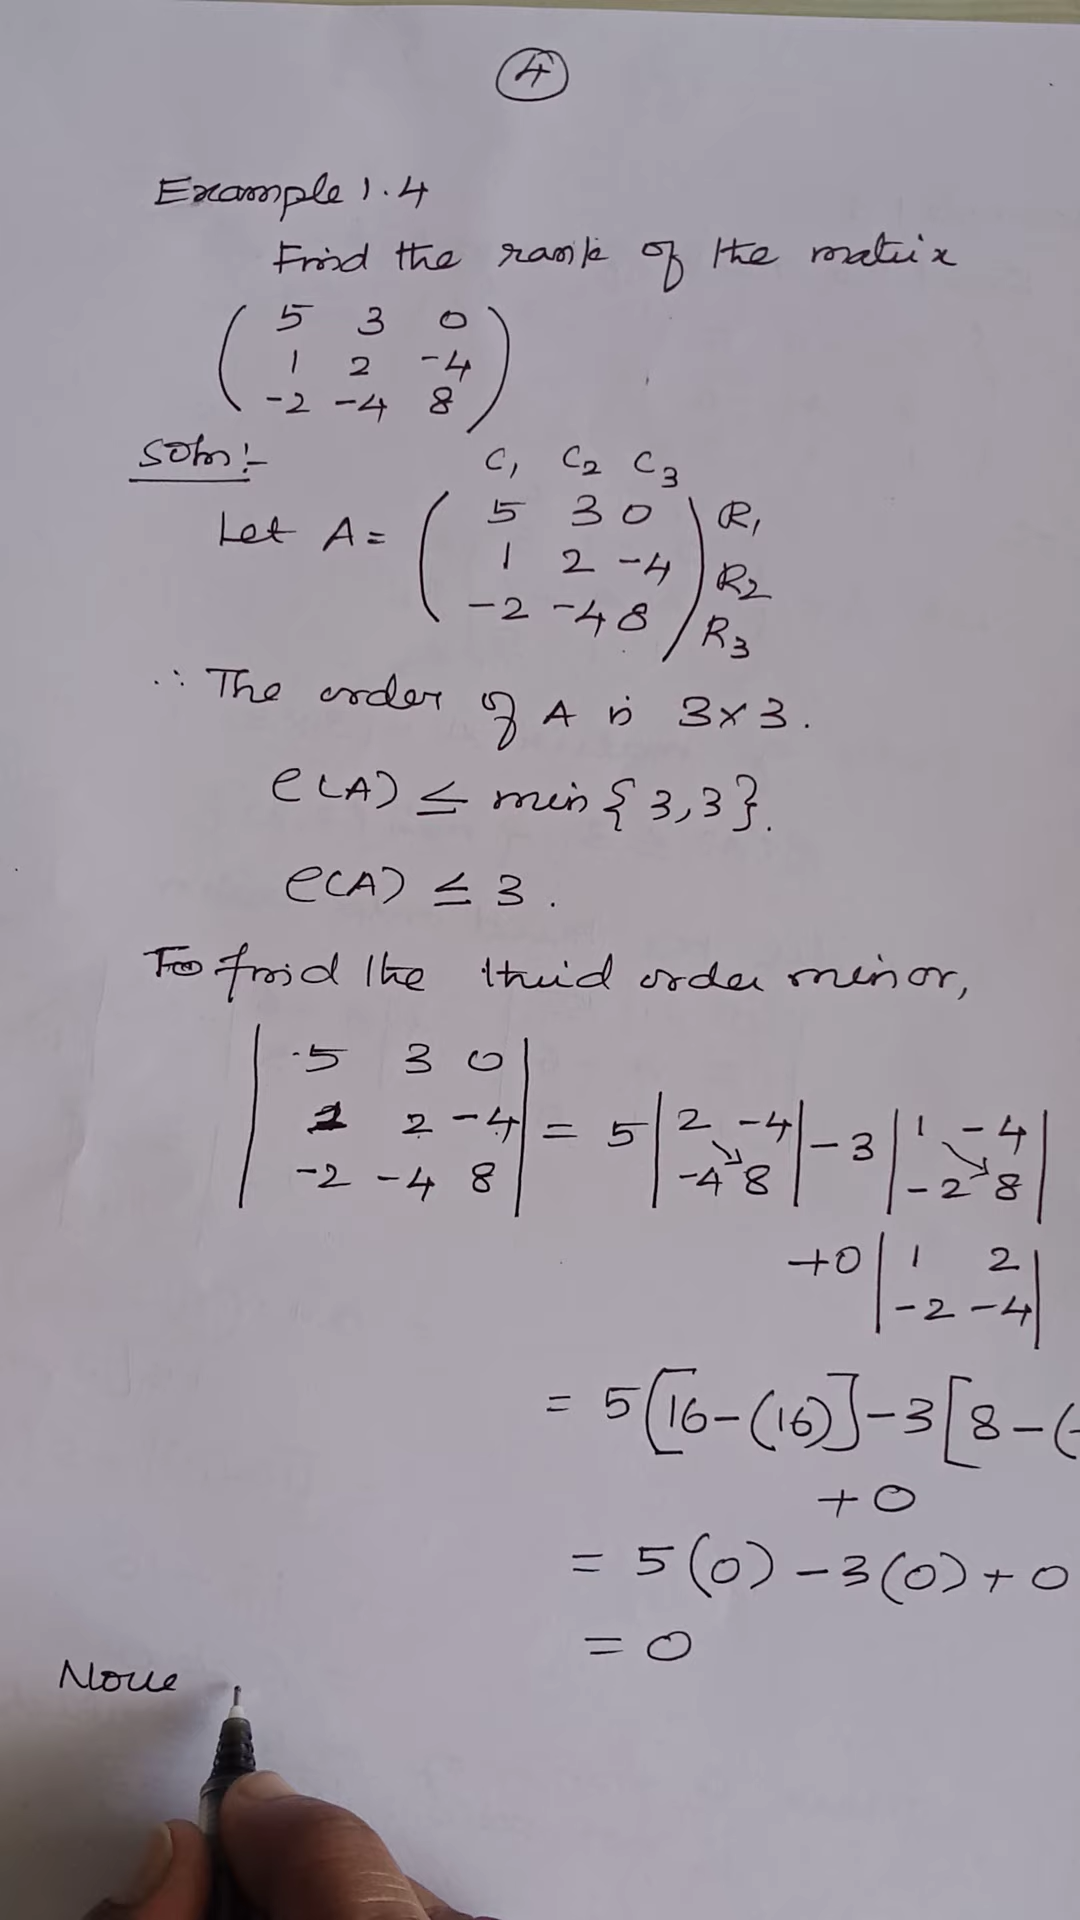 4
Example 1.4
Find the rank of the matrix
( 5 3 0 )
( 1 2 -4 )
( -2 -4 8 )
Soln:-
C1 C2 C3
Let A = ( 5 3 0 ) R1
( 1 2 -4 ) R2
( -2 -4 8 ) R3
∴ The order of A is 3×3.
ρ(A) ≤ min {3,3}.
ρ(A) ≤ 3.
To find the third order minor,
| 5 3 0 |
| 1 2 -4 | = 5 | 2 -4 | - 3 | 1 -4 |
| -2 -4 8 | | -4 8 | | -2 8 |
+0 | 1 2 |
| -2 -4 |
= 5[16-(16)]-3[8-(-
+0
= 5(0) - 3(0) + 0
= 0